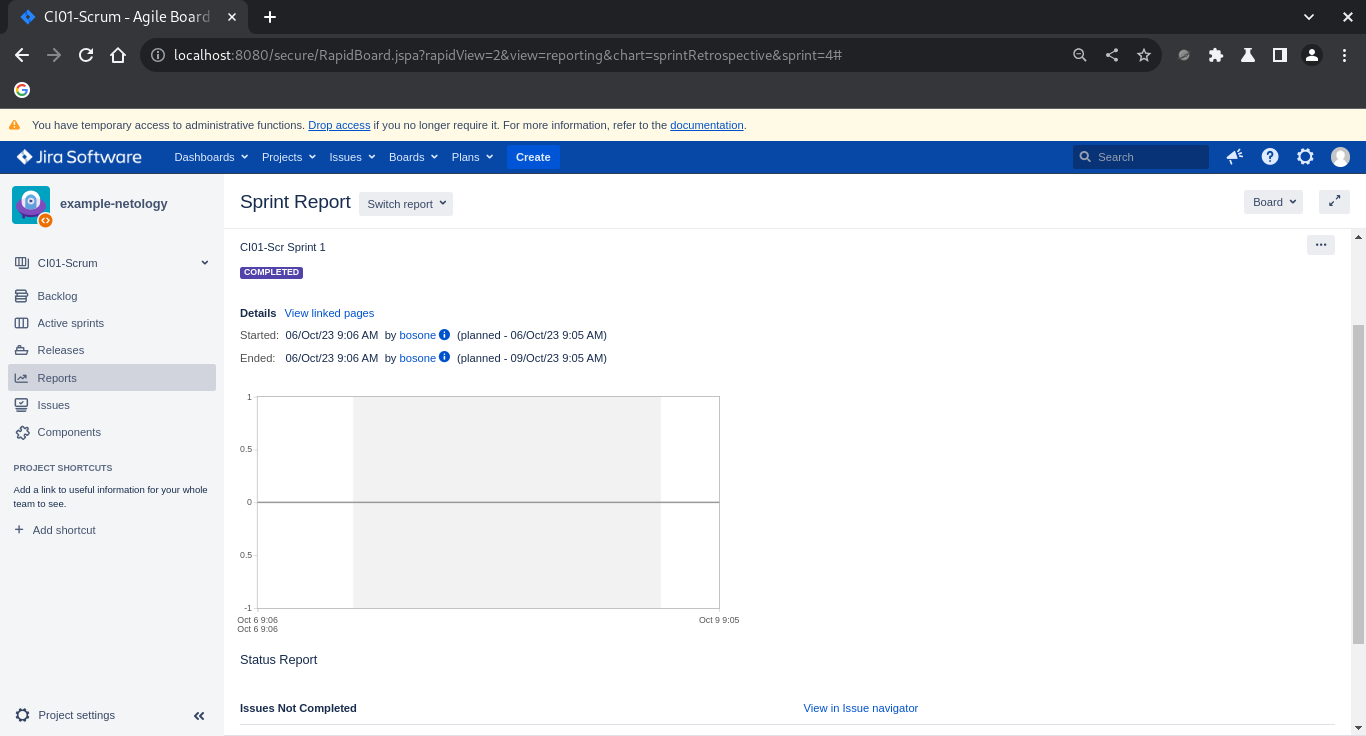 CI01-Scrum - Agile Board
localhost:8080/secure/RapidBoard.jspa?rapidView=2&view=reporting&chart=sprintRetrospective&sprint=4#
You have temporary access to administrative functions. Drop access if you no longer require it. For more information, refer to the documentation.
Jira Software
Dashboards
Projects
Issues
Boards
Plans
Create
Search
example-netology
CI01-Scrum
Backlog
Active sprints
Releases
Reports
Issues
Components
PROJECT SHORTCUTS
Add a link to useful information for your whole
team to see.
Add shortcut
Project settings
Sprint Report
Switch report
Board
CI01-Scr Sprint 1
COMPLETED
Details View linked pages
Started: 06/Oct/23 9:06 AM by bosone (planned - 06/Oct/23 9:05 AM)
Ended: 06/Oct/23 9:06 AM by bosone (planned - 09/Oct/23 9:05 AM)
1
0.5
0
0.5
-1
Oct 6 9:06
Oct 6 9:06
Oct 9 9:05
Status Report
Issues Not Completed
View in Issue navigator